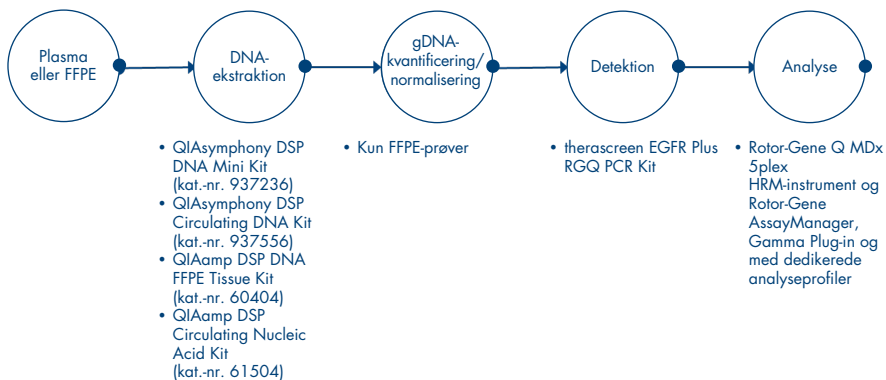 Plasma
eller FFPE
DNA-
ekstraktion
gDNA-
kvantificering/
normalisering
Detektion
Analyse
• QIAsymphony DSP
DNA Mini Kit
(kat.-nr. 937236)
• QIAsymphony DSP
Circulating DNA Kit
(kat.-nr. 937556)
• QIAamp DSP DNA
FFPE Tissue Kit
(kat.-nr. 60404)
• QIAamp DSP
Circulating Nucleic
Acid Kit
(kat.-nr. 61504)
• Kun FFPE-prøver
• therascreen EGFR Plus
RGQ PCR Kit
• Rotor-Gene Q MDx
5plex
HRM-instrument og
Rotor-Gene
AssayManager,
Gamma Plug-in og
med dedikerede
analyseprofiler